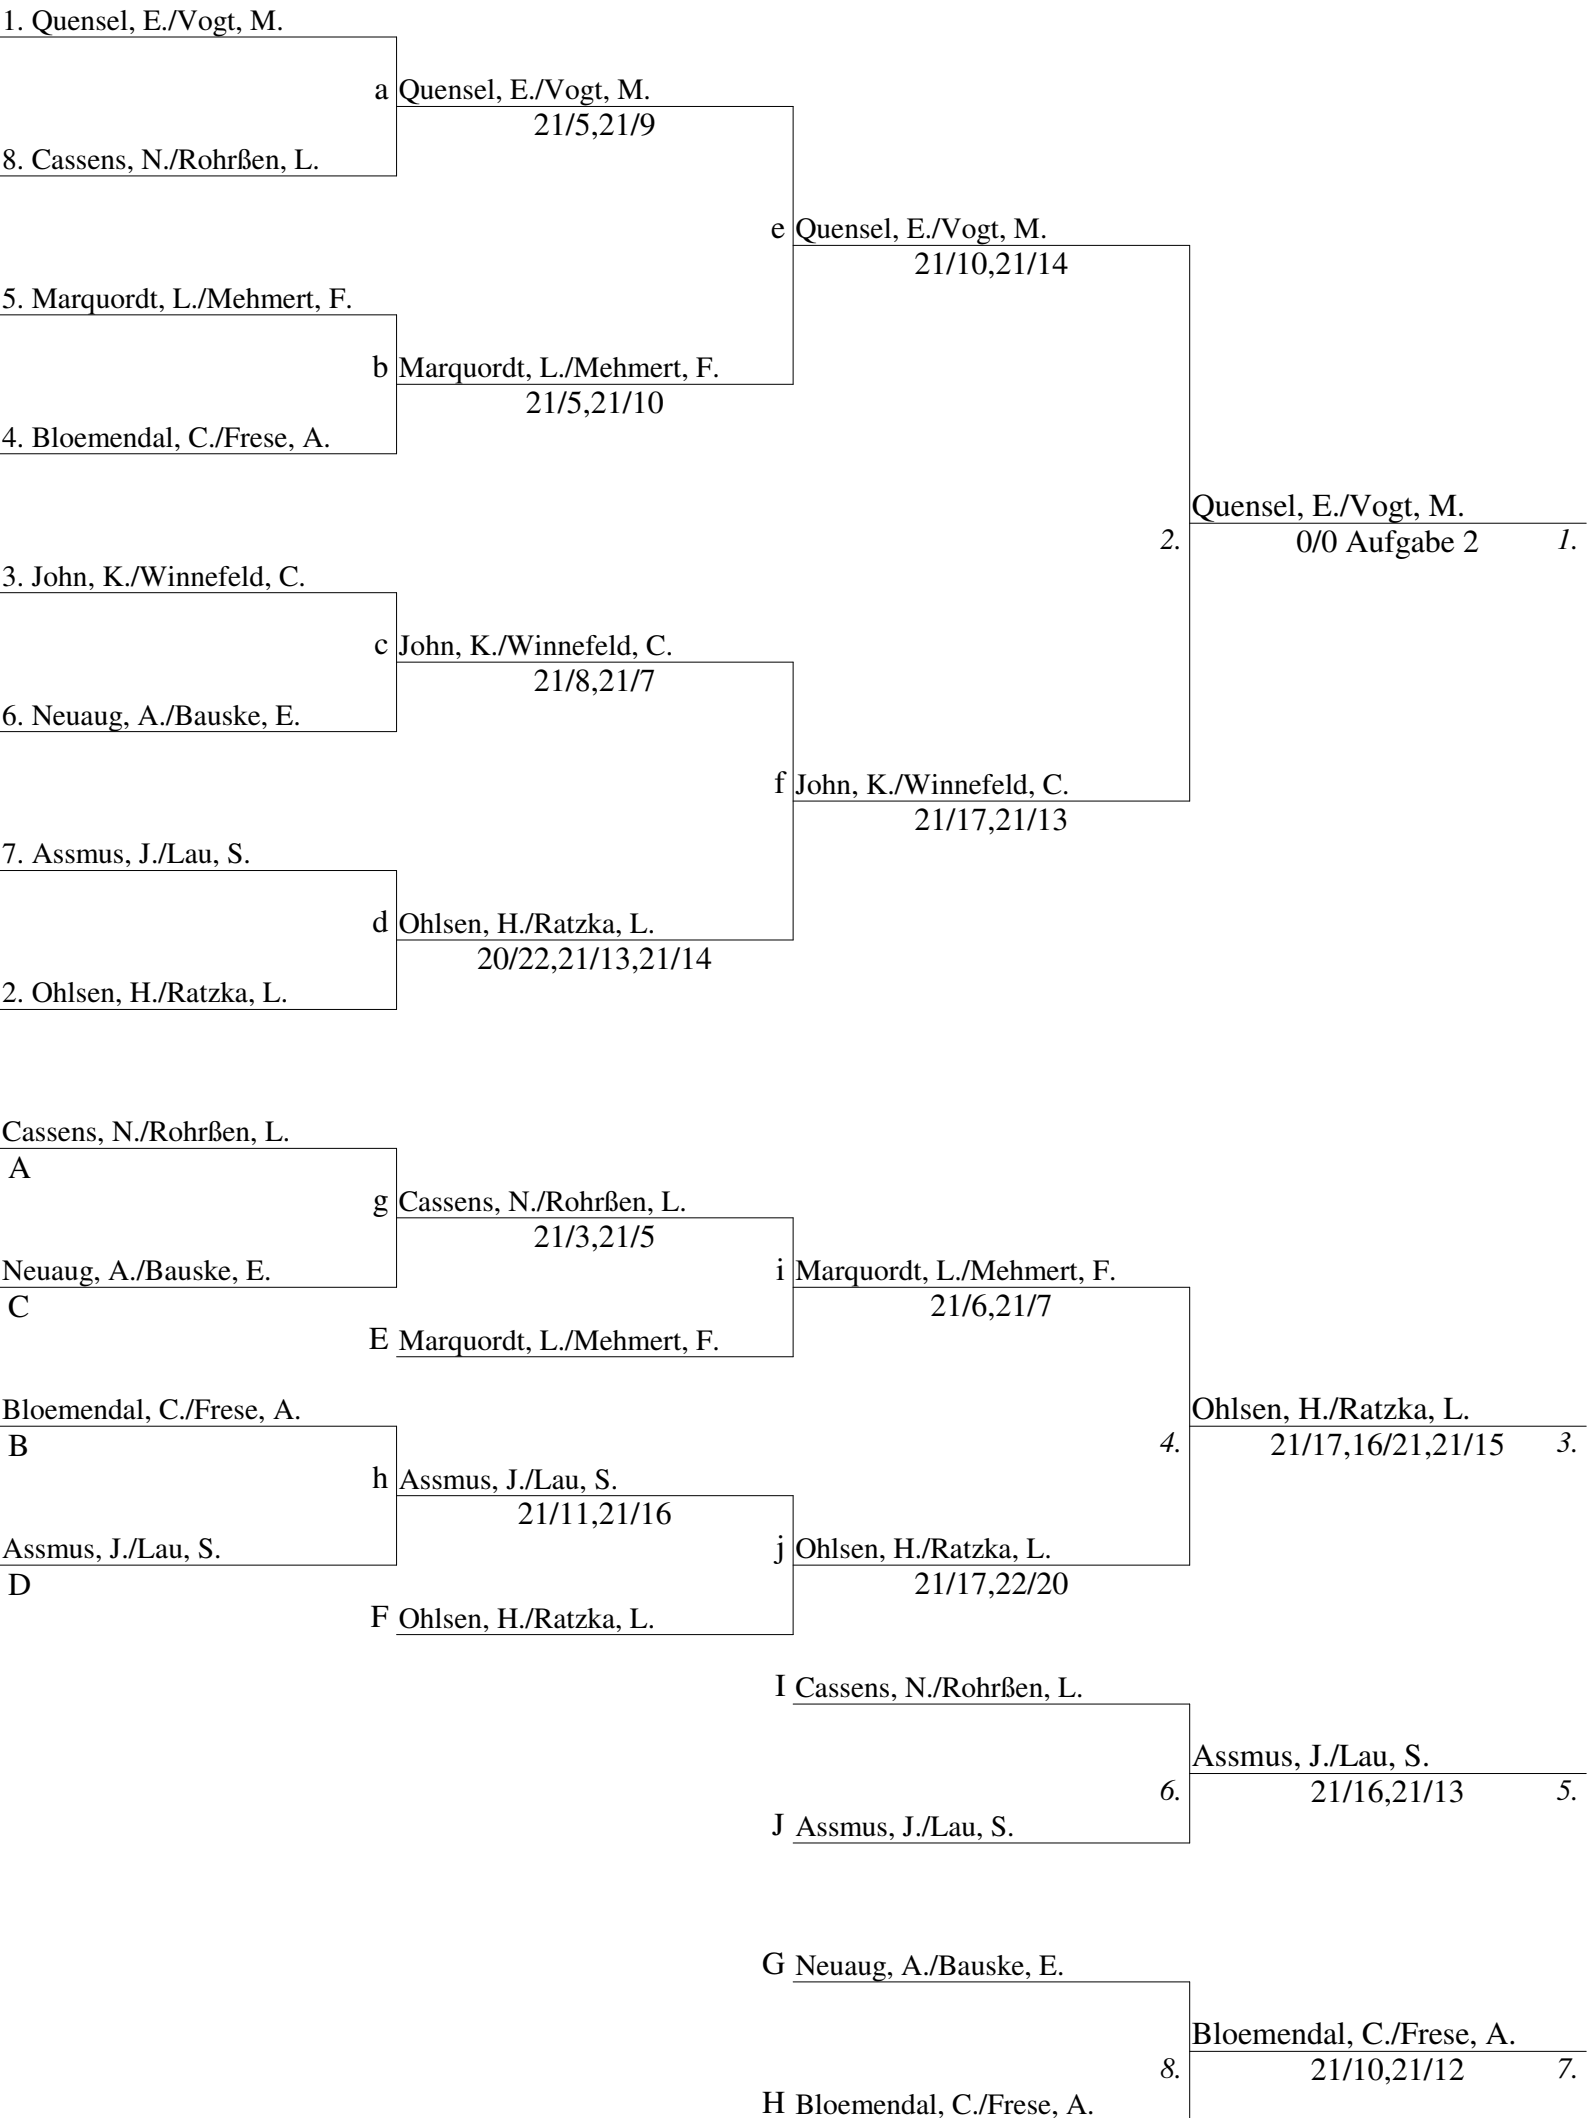 1. Quensel, E./Vogt, M.
a Quensel, E./Vogt, M.
21/5,21/9
8. Cassens, N./Rohrßen, L.
e Quensel, E./Vogt, M.
21/10,21/14
5. Marquordt, L./Mehmert, F.
b Marquordt, L./Mehmert, F.
21/5,21/10
4. Bloemendal, C./Frese, A.
Quensel, E./Vogt, M.
2. 0/0 Aufgabe 2 1.
3. John, K./Winnefeld, C.
c John, K./Winnefeld, C.
21/8,21/7
6. Neuaug, A./Bauske, E.
f John, K./Winnefeld, C.
21/17,21/13
7. Assmus, J./Lau, S.
d Ohlsen, H./Ratzka, L.
20/22,21/13,21/14
2. Ohlsen, H./Ratzka, L.
Cassens, N./Rohrßen, L.
A
g Cassens, N./Rohrßen, L.
21/3,21/5
Neuaug, A./Bauske, E.
C
i Marquordt, L./Mehmert, F.
21/6,21/7
E Marquordt, L./Mehmert, F.
Bloemendal, C./Frese, A.
B
Ohlsen, H./Ratzka, L.
4. 21/17,16/21,21/15 3.
h Assmus, J./Lau, S.
21/11,21/16
Assmus, J./Lau, S.
D
j Ohlsen, H./Ratzka, L.
21/17,22/20
F Ohlsen, H./Ratzka, L.
I Cassens, N./Rohrßen, L.
Assmus, J./Lau, S.
6. 21/16,21/13 5.
J Assmus, J./Lau, S.
G Neuaug, A./Bauske, E.
Bloemendal, C./Frese, A.
8. 21/10,21/12 7.
H Bloemendal, C./Frese, A.